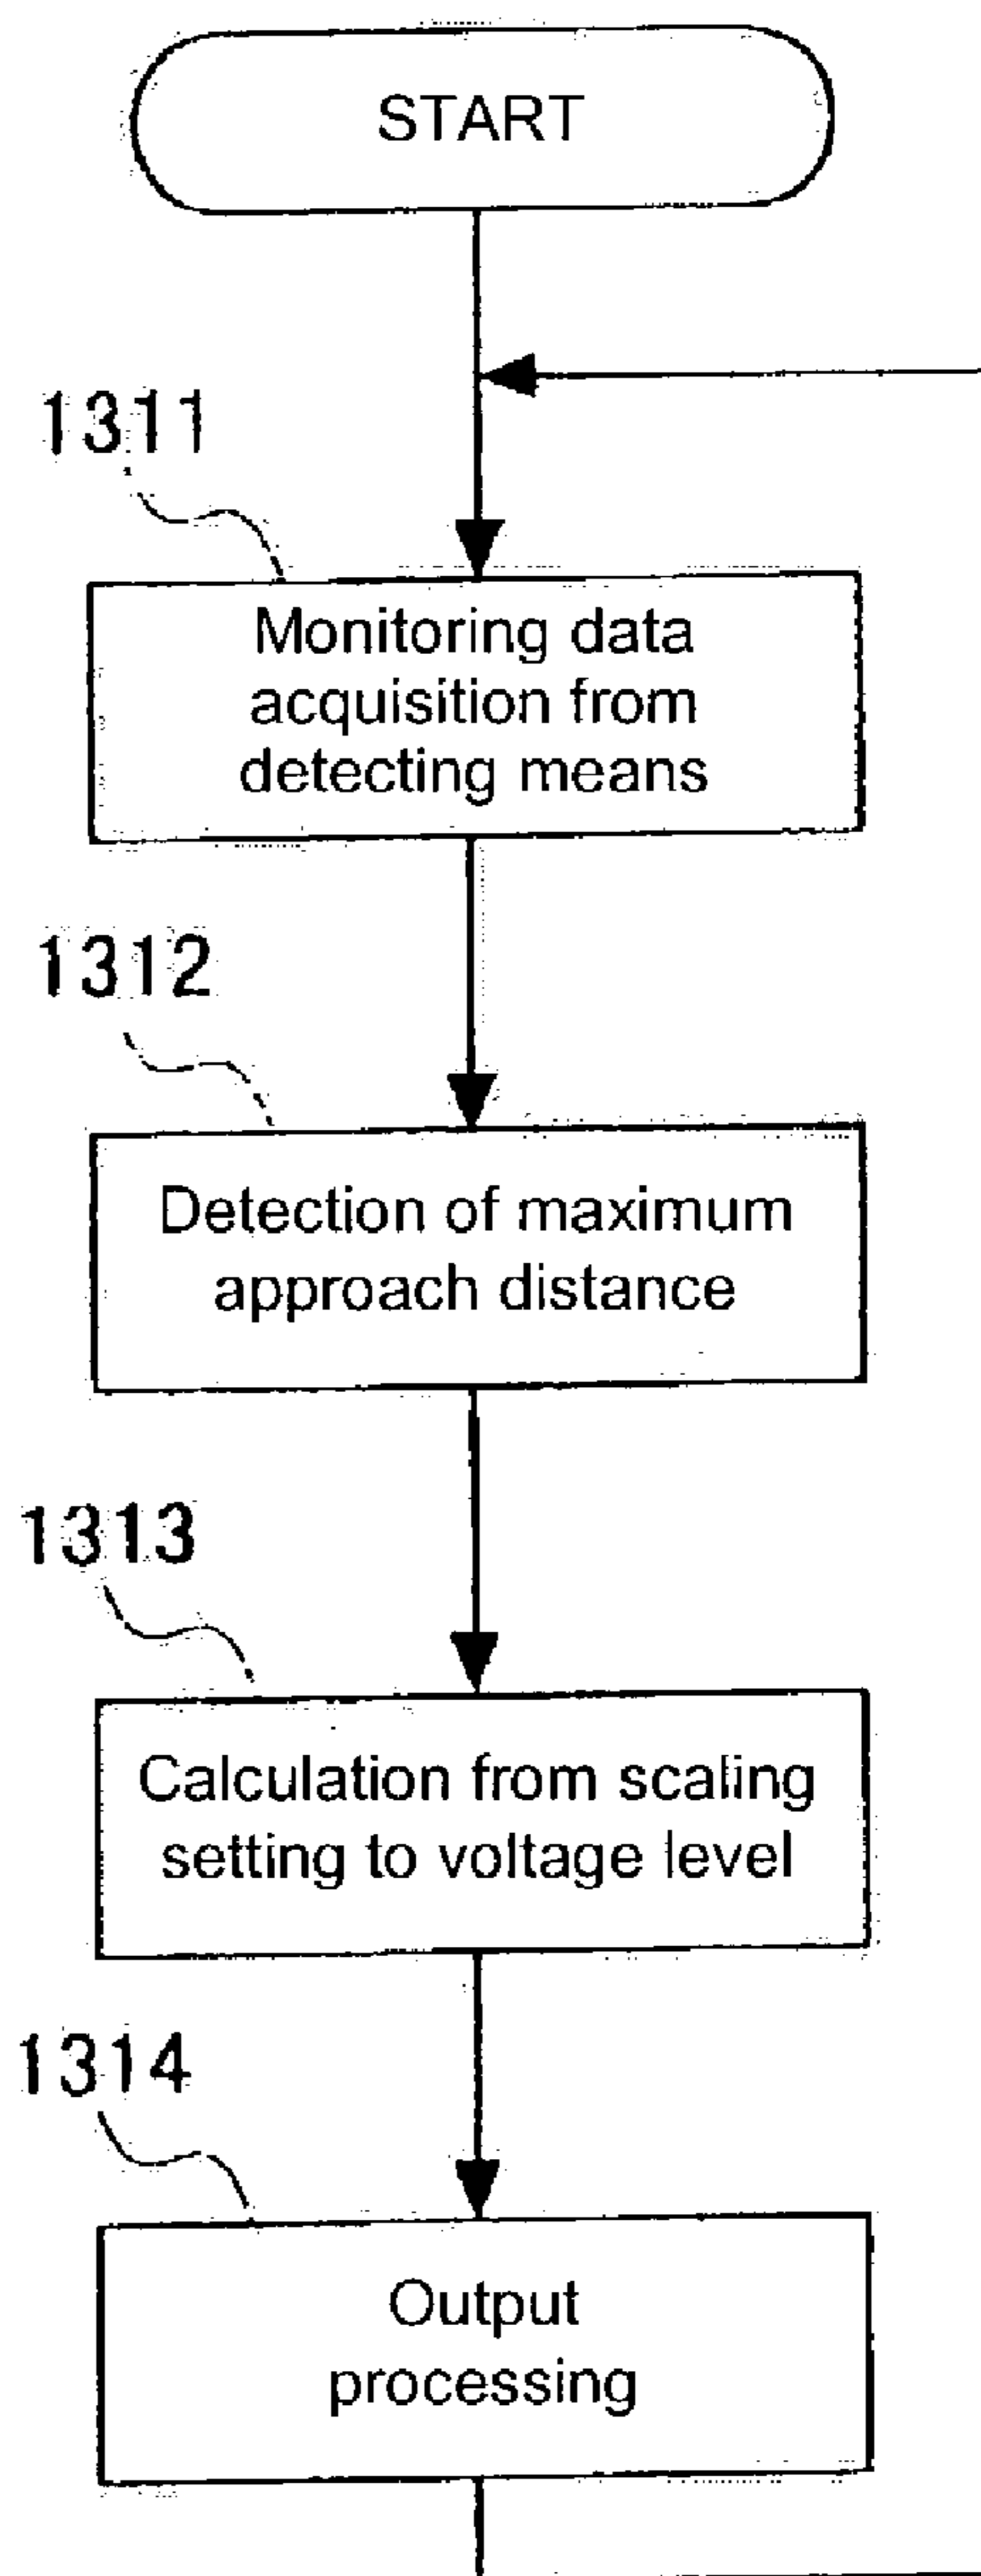 START
1311
Monitoring data
acquisition from
detecting means
1312
Detection of maximum
approach distance
1313
Calculation from scaling
setting to voltage level
1314
Output
processing